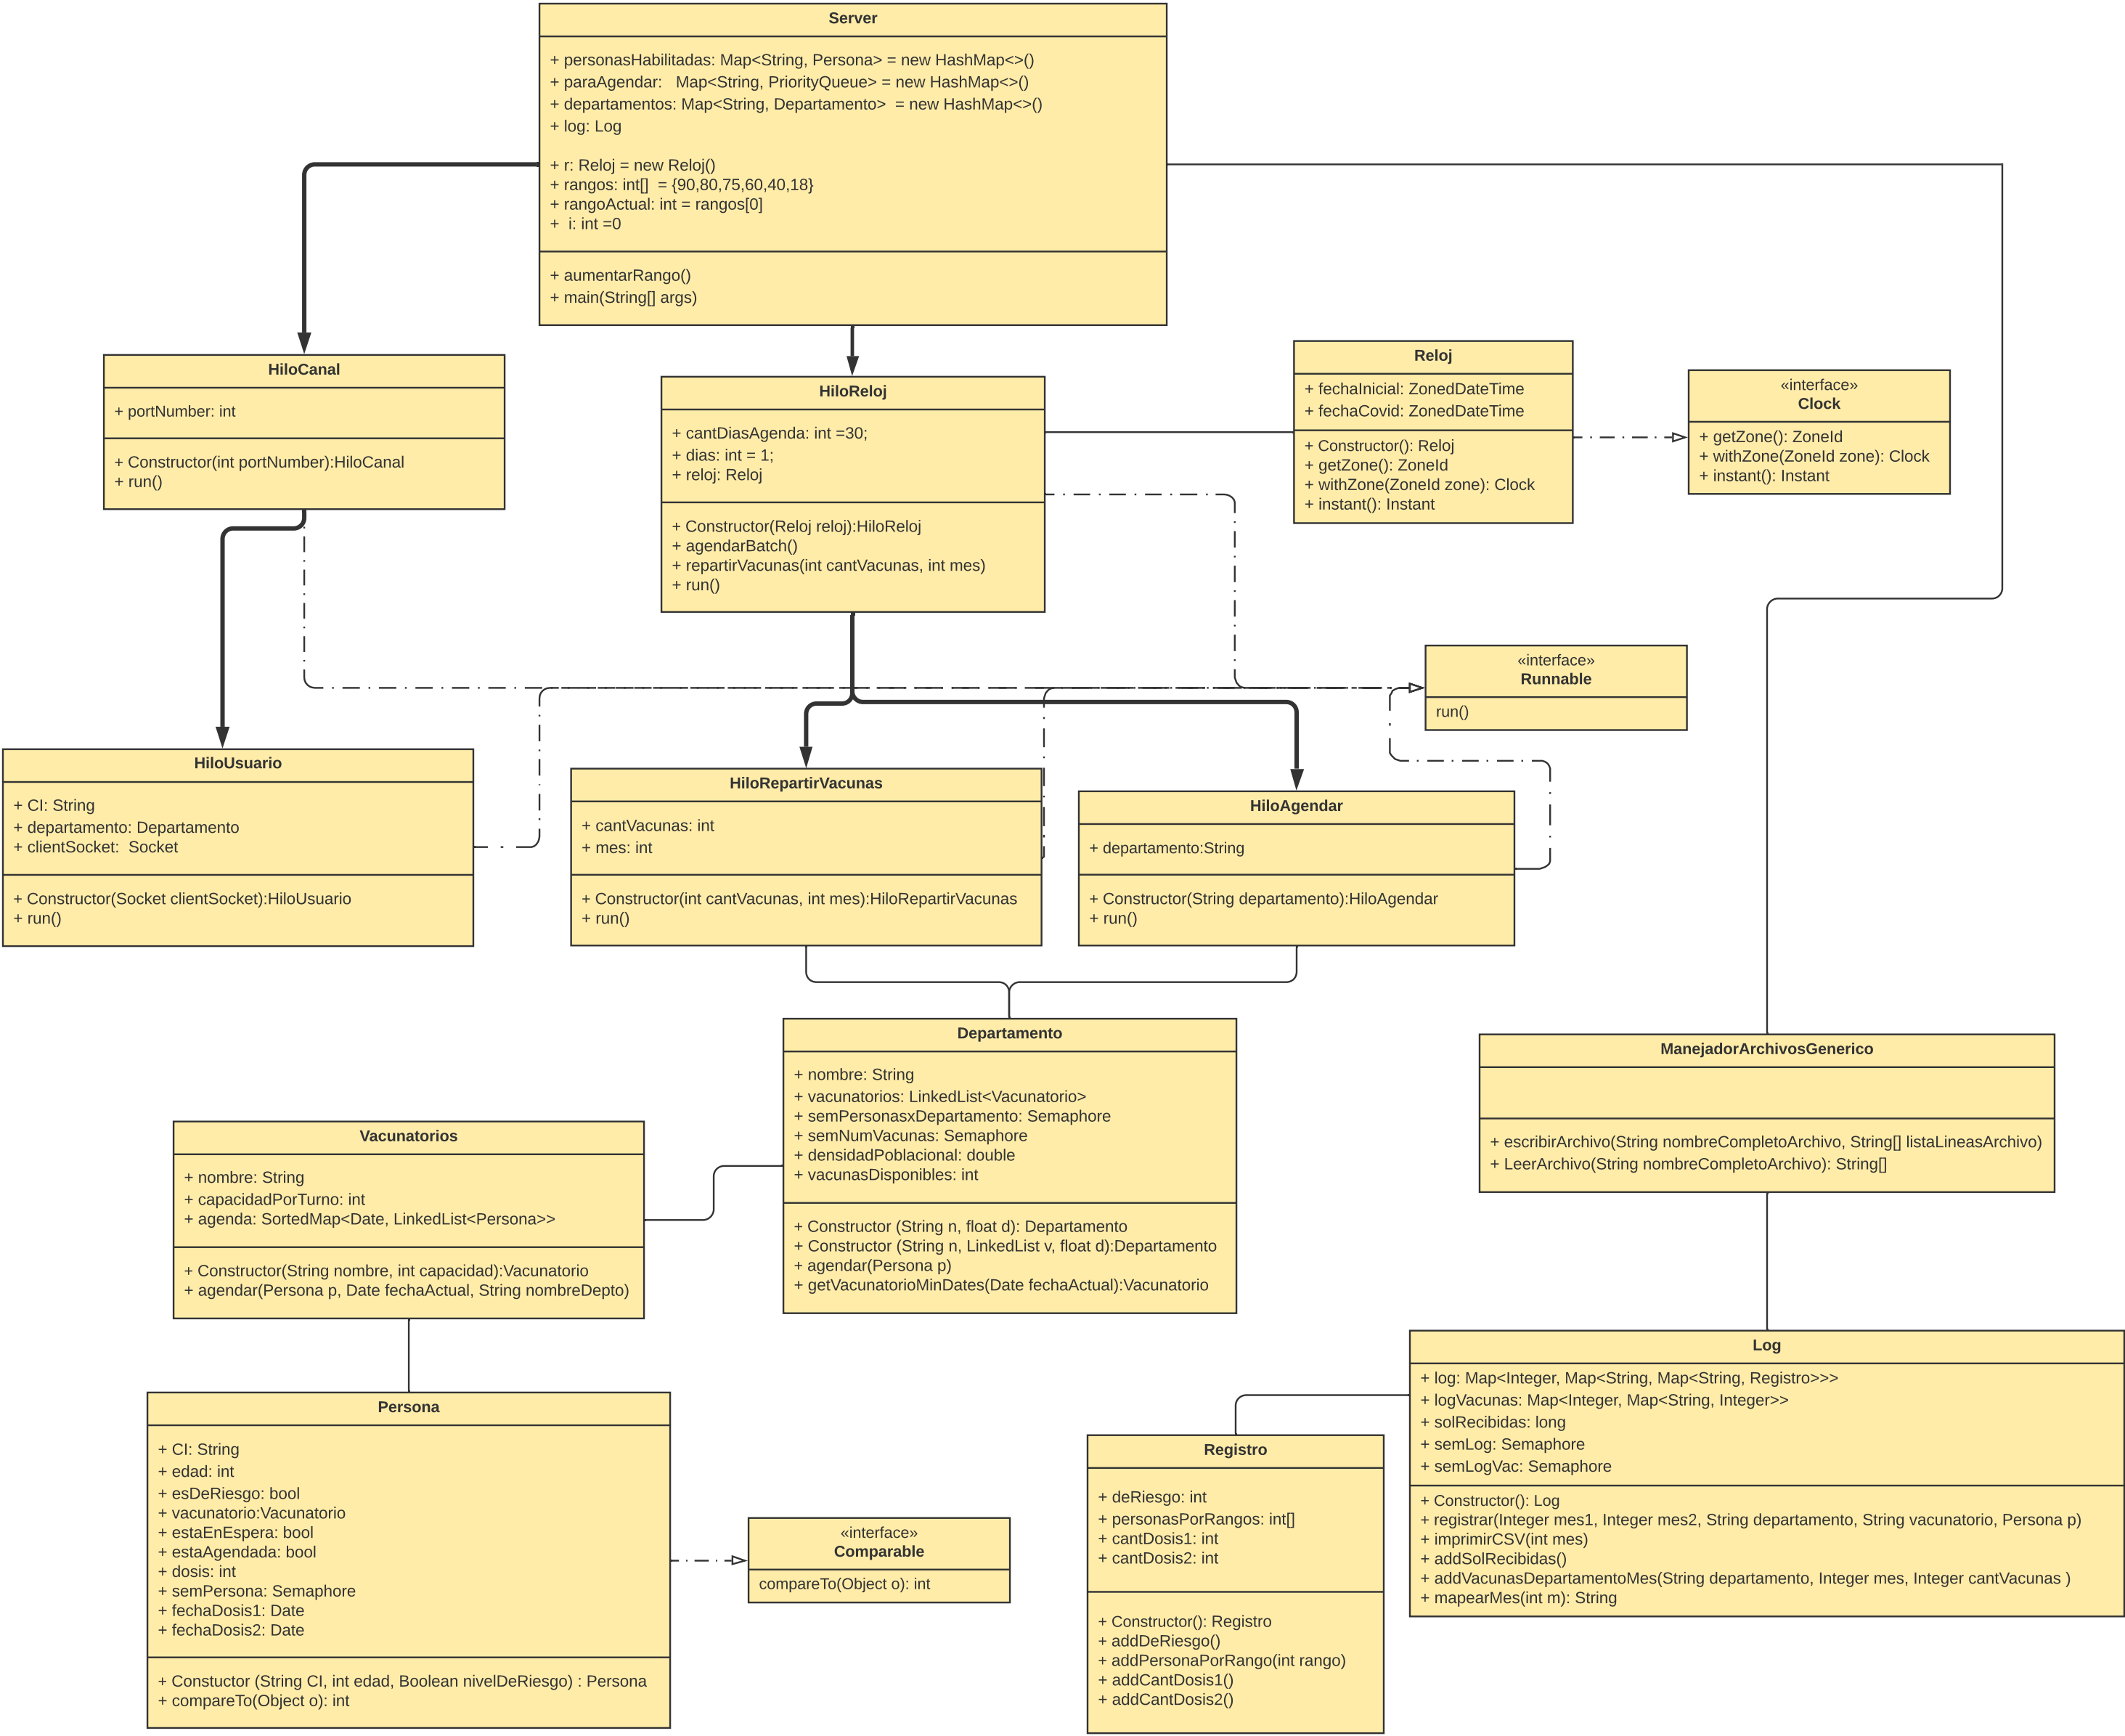 Server
+ personasHabilitadas: Map<String, Persona> = new HashMap<>()
+ paraAgendar:   Map<String, PriorityQueue> = new HashMap<>()
+ departamentos: Map<String, Departamento>  = new HashMap<>()
+ log: Log
+ r: Reloj = new Reloj()
+ rangos: int[]  = {90,80,75,60,40,18}
+ rangoActual: int = rangos[0]
+  i: int =0
+ aumentarRango()
+ main(String[] args)
HiloCanal
+ portNumber: int
+ Constructor(int portNumber):HiloCanal
+ run()
HiloReloj
+ cantDiasAgenda: int =30;
+ dias: int = 1;
+ reloj: Reloj
+ Constructor(Reloj reloj):HiloReloj
+ agendarBatch()
+ repartirVacunas(int cantVacunas, int mes)
+ run()
Reloj
+ fechaInicial: ZonedDateTime
+ fechaCovid: ZonedDateTime
+ Constructor(): Reloj
+ getZone(): ZoneId
+ withZone(ZoneId zone): Clock
+ instant(): Instant
«interface»
Clock
+ getZone(): ZoneId
+ withZone(ZoneId zone): Clock
+ instant(): Instant
«interface»
Runnable
run()
HiloUsuario
+ CI: String
+ departamento: Departamento
+ clientSocket:  Socket
+ Constructor(Socket clientSocket):HiloUsuario
+ run()
HiloRepartirVacunas
+ cantVacunas: int
+ mes: int
+ Constructor(int cantVacunas, int mes):HiloRepartirVacunas
+ run()
HiloAgendar
+ departamento:String
+ Constructor(String departamento):HiloAgendar
+ run()
Departamento
+ nombre: String
+ vacunatorios: LinkedList<Vacunatorio>
+ semPersonasxDepartamento: Semaphore
+ semNumVacunas: Semaphore
+ densidadPoblacional: double
+ vacunasDisponibles: int
+ Constructor (String n, float d): Departamento
+ Constructor (String n, LinkedList v, float d):Departamento
+ agendar(Persona p)
+ getVacunatorioMinDates(Date fechaActual):Vacunatorio
ManejadorArchivosGenerico
+ escribirArchivo(String nombreCompletoArchivo, String[] listaLineasArchivo)
+ LeerArchivo(String nombreCompletoArchivo): String[]
Vacunatorios
+ nombre: String
+ capacidadPorTurno: int
+ agenda: SortedMap<Date, LinkedList<Persona>>
+ Constructor(String nombre, int capacidad):Vacunatorio
+ agendar(Persona p, Date fechaActual, String nombreDepto)
Log
+ log: Map<Integer, Map<String, Map<String, Registro>>>
+ logVacunas: Map<Integer, Map<String, Integer>>
+ solRecibidas: long
+ semLog: Semaphore
+ semLogVac: Semaphore
+ Constructor(): Log
+ registrar(Integer mes1, Integer mes2, String departamento, String vacunatorio, Persona p)
+ imprimirCSV(int mes)
+ addSolRecibidas()
+ addVacunasDepartamentoMes(String departamento, Integer mes, Integer cantVacunas )
+ mapearMes(int m): String
Persona
+ CI: String
+ edad: int
+ esDeRiesgo: bool
+ vacunatorio:Vacunatorio
+ estaEnEspera: bool
+ estaAgendada: bool
+ dosis: int
+ semPersona: Semaphore
+ fechaDosis1: Date
+ fechaDosis2: Date
+ Constuctor (String CI, int edad, Boolean nivelDeRiesgo) : Persona
+ compareTo(Object o): int
«interface»
Comparable
compareTo(Object o): int
Registro
+ deRiesgo: int
+ personasPorRangos: int[]
+ cantDosis1: int
+ cantDosis2: int
+ Constructor(): Registro
+ addDeRiesgo()
+ addPersonaPorRango(int rango)
+ addCantDosis1()
+ addCantDosis2()